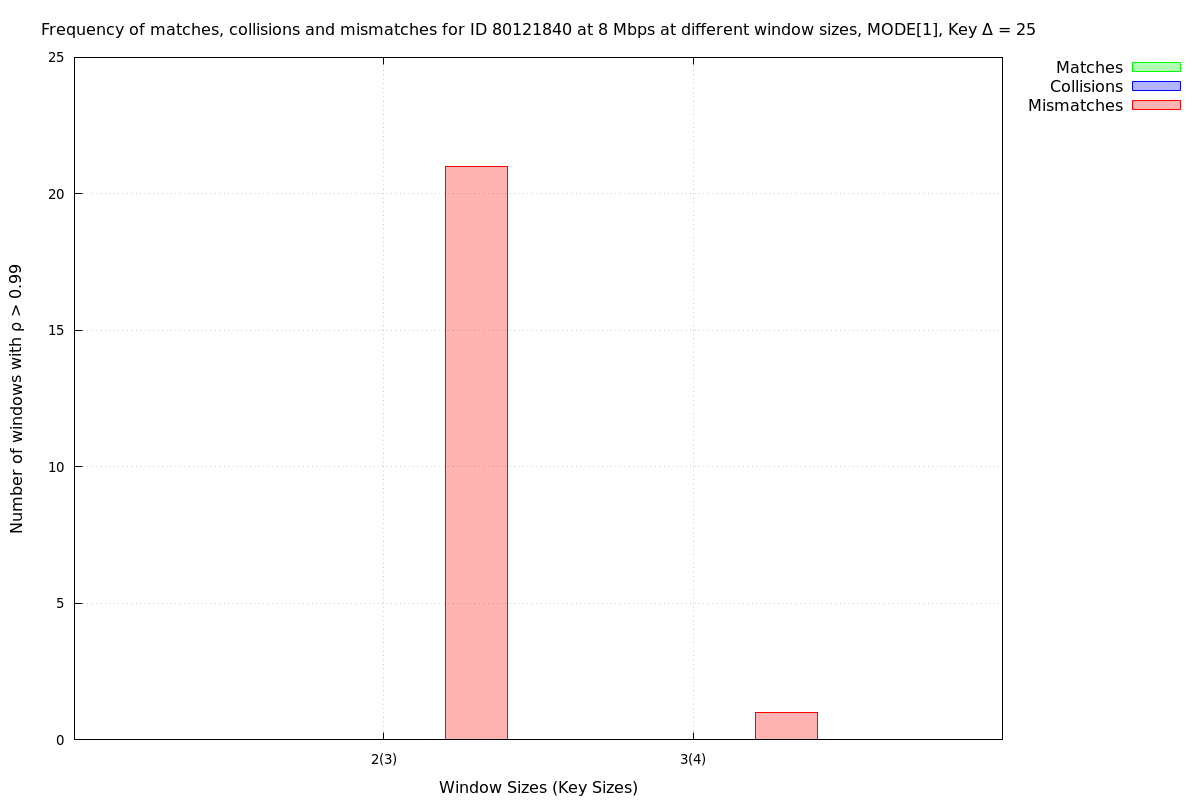 Frequency of matches, collisions and mismatches for ID 80121840 at 8 Mbps at different window sizes, MODE[1], Key Δ = 25
Matches
Collisions
Mismatches
Number of windows with ρ > 0.99
25
20
15
10
5
0
2(3) 3(4)
Window Sizes (Key Sizes)